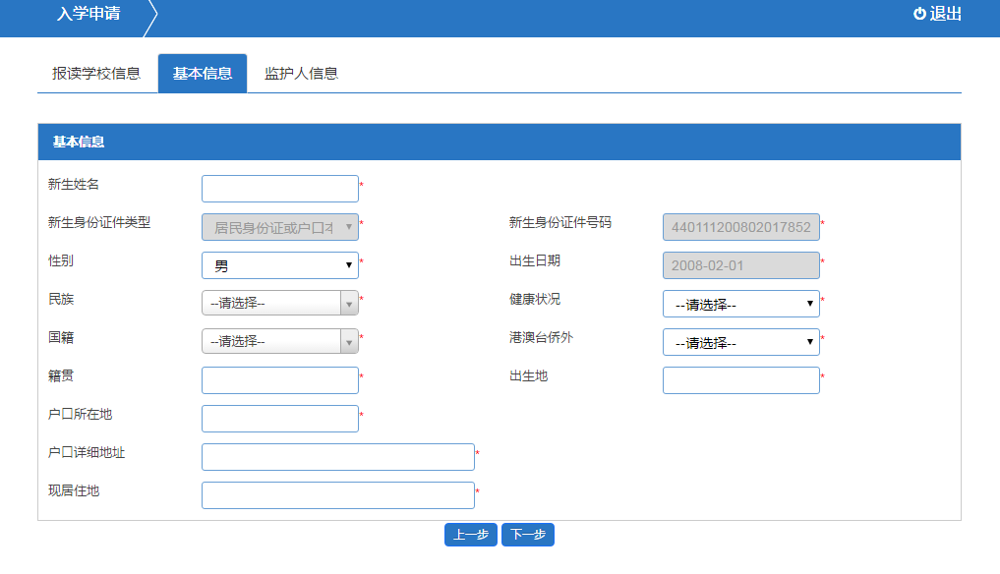 入学申请 退出
报读学校信息 基本信息 监护人信息
基本信息
新生姓名 *
新生身份证件类型 居民身份证或户口本 * 新生身份证件号码 440111200802017852 *
性别 男 * 出生日期 2008-02-01 *
民族 --请选择-- * 健康状况 --请选择-- *
国籍 --请选择-- * 港澳台侨外 --请选择-- *
籍贯 * 出生地 *
户口所在地 *
户口详细地址 *
现居住地 *
上一步 下一步